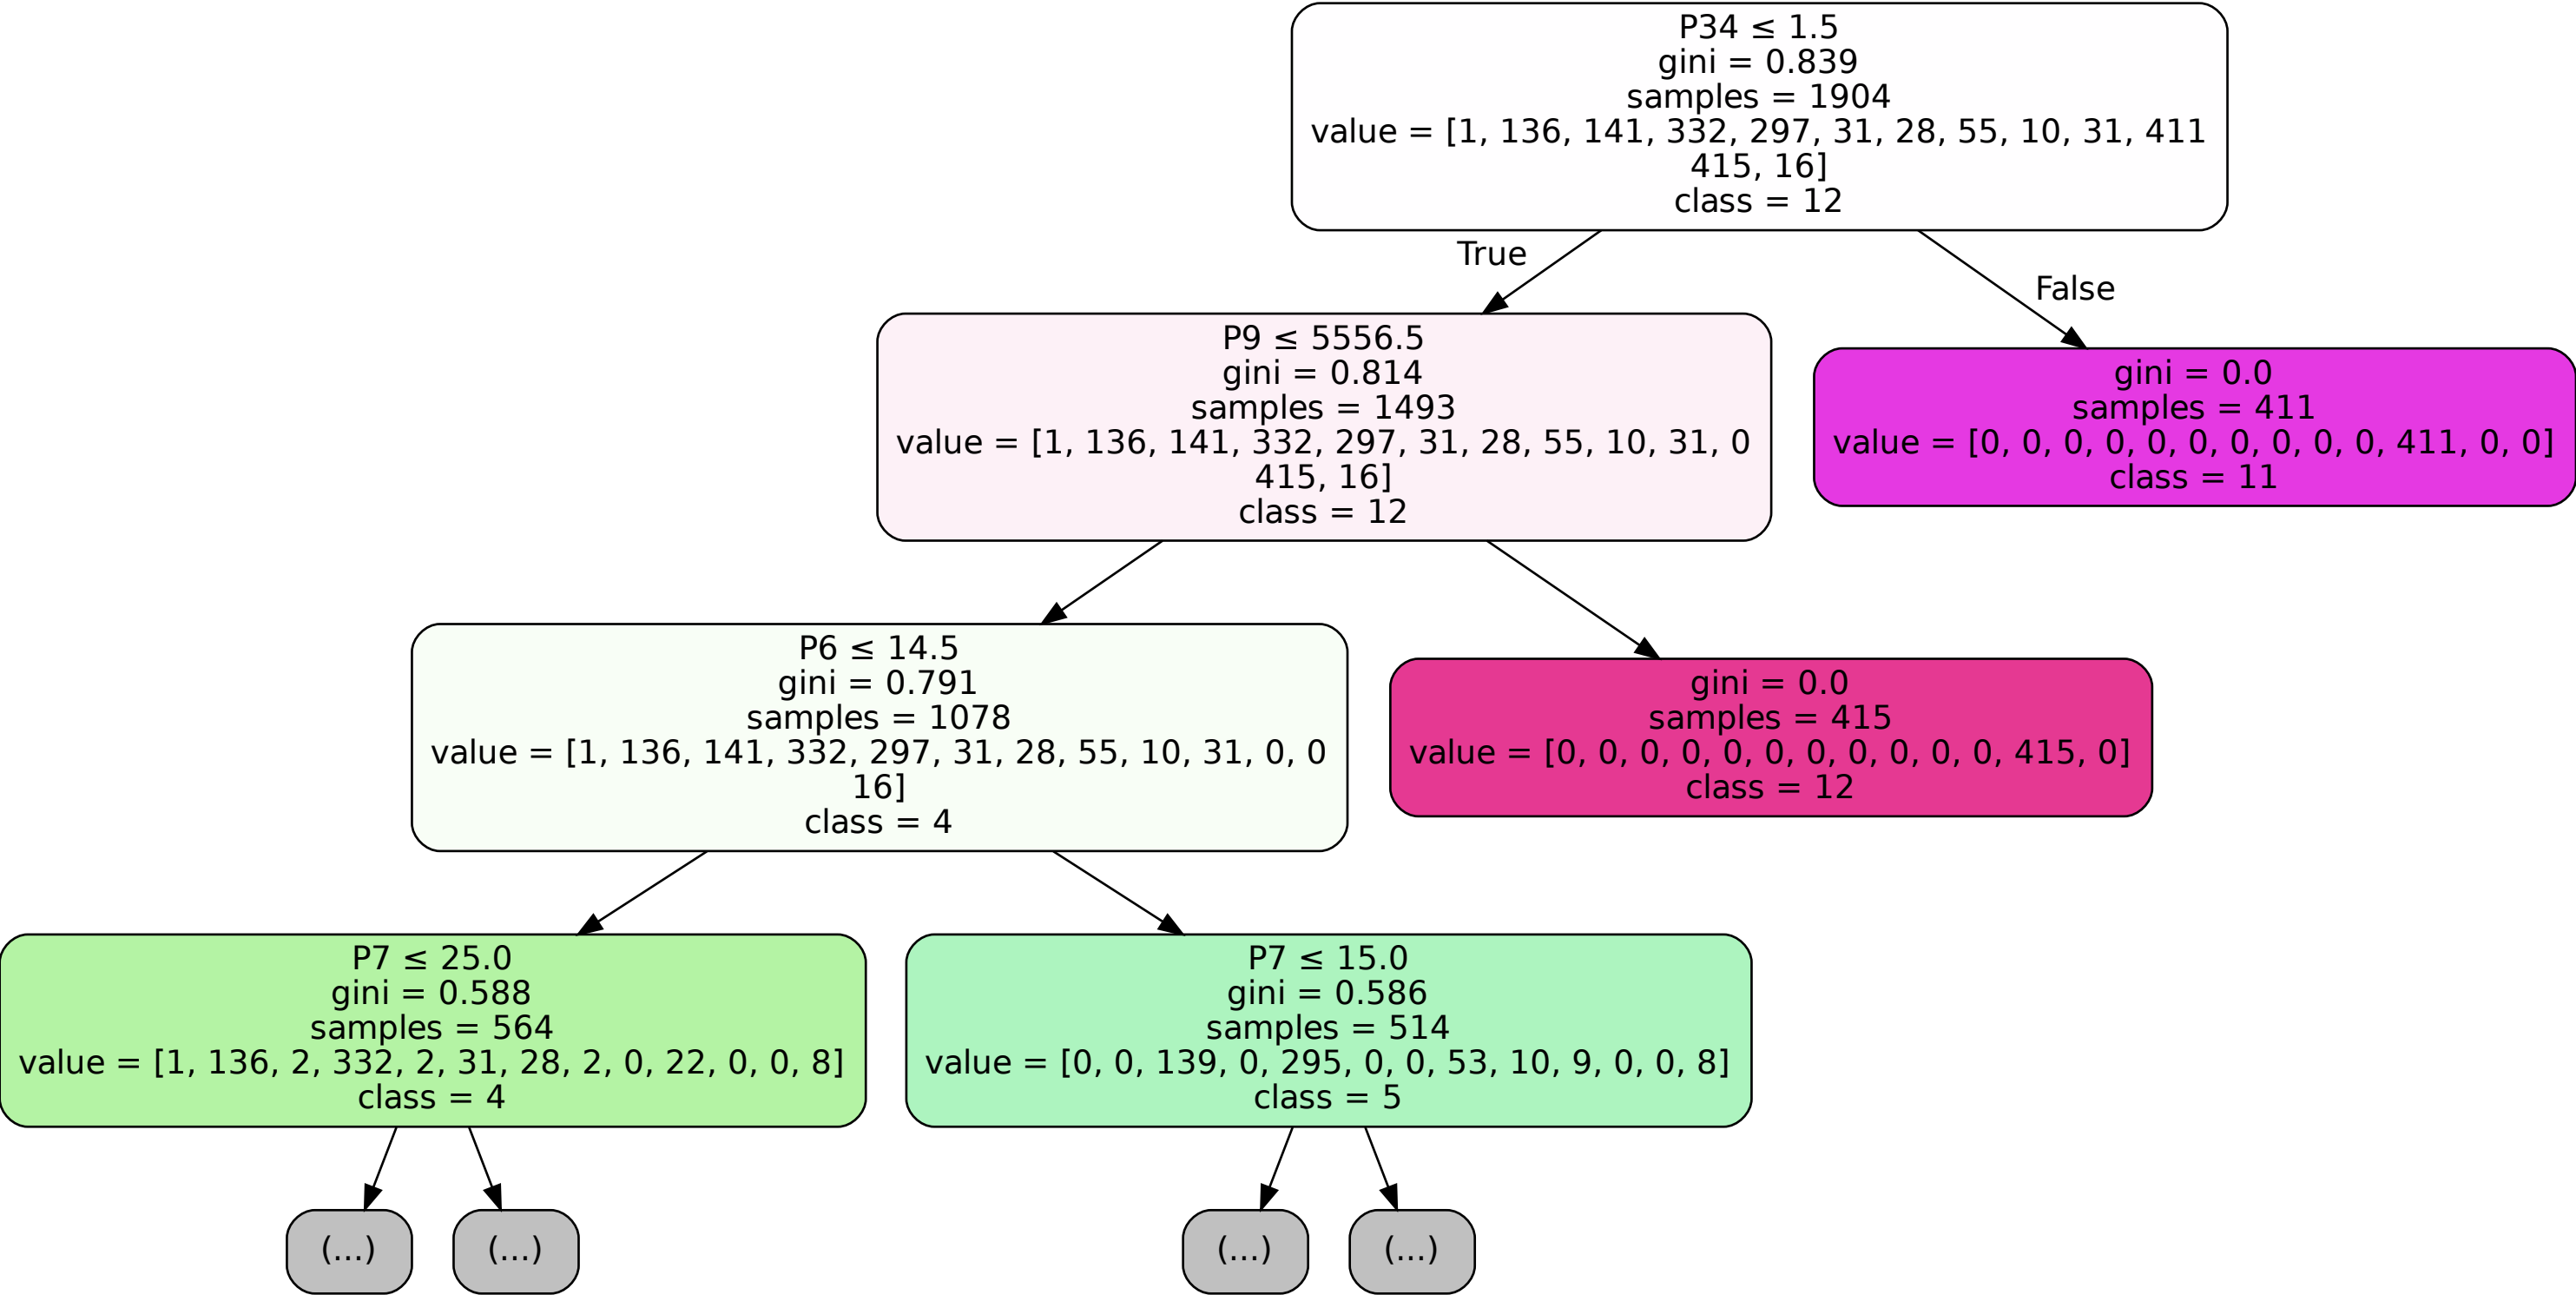 P34 ≤ 1.5
gini = 0.839
samples = 1904
value = [1, 136, 141, 332, 297, 31, 28, 55, 10, 31, 411
415, 16]
class = 12
True
False
P9 ≤ 5556.5
gini = 0.814
samples = 1493
value = [1, 136, 141, 332, 297, 31, 28, 55, 10, 31, 0
415, 16]
class = 12
gini = 0.0
samples = 411
value = [0, 0, 0, 0, 0, 0, 0, 0, 0, 0, 411, 0, 0]
class = 11
P6 ≤ 14.5
gini = 0.791
samples = 1078
value = [1, 136, 141, 332, 297, 31, 28, 55, 10, 31, 0, 0
16]
class = 4
gini = 0.0
samples = 415
value = [0, 0, 0, 0, 0, 0, 0, 0, 0, 0, 0, 415, 0]
class = 12
P7 ≤ 25.0
gini = 0.588
samples = 564
value = [1, 136, 2, 332, 2, 31, 28, 2, 0, 22, 0, 0, 8]
class = 4
P7 ≤ 15.0
gini = 0.586
samples = 514
value = [0, 0, 139, 0, 295, 0, 0, 53, 10, 9, 0, 0, 8]
class = 5
(...)
(...)
(...)
(...)